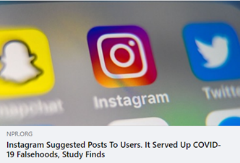 napchat
Instagram
Twitte
NPR.ORG
Instagram Suggested Posts To Users. It Served Up COVID-
19 Falsehoods, Study Finds